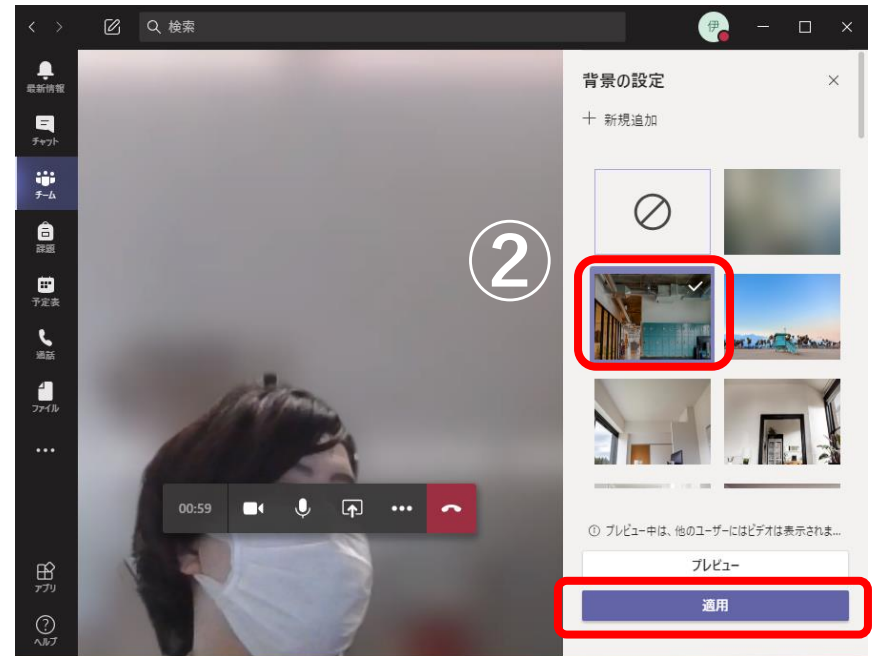 検索
伊
最新情報
チャット
チーム
課題
予定表
通話
ファイル
アプリ
ヘルプ
②
00:59
背景の設定
新規追加
プレビュー中は、他のユーザーにはビデオは表示されま...
プレビュー
適用